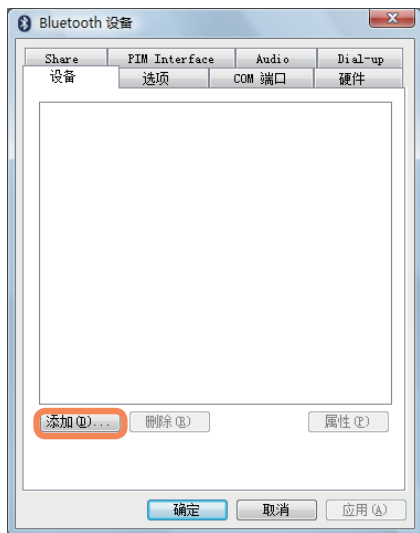 Bluetooth 设备
Share PIM Interface Audio Dial-up
设备 选项 COM 端口 硬件
添加(D)... 删除(R) 属性(P)
确定 取消 应用(A)